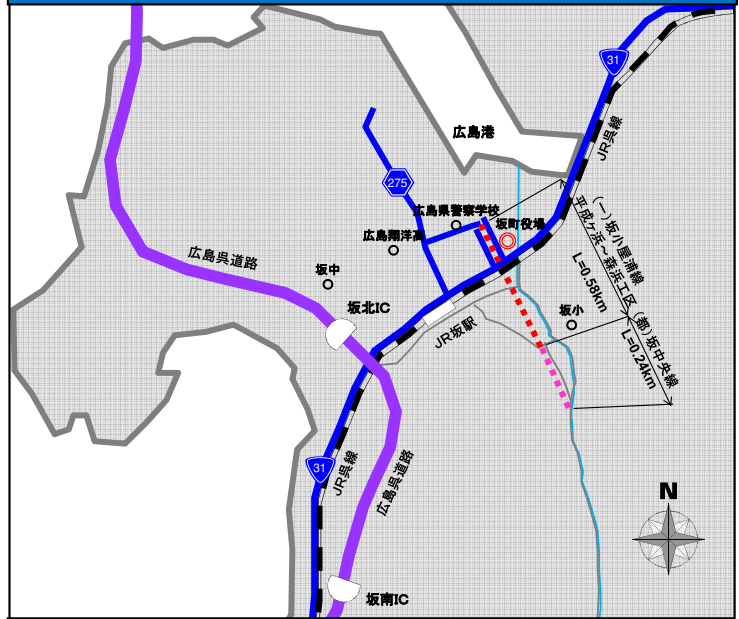 31
JR呉線
広島港
275
広島県警察学校
坂町役場
広島翔洋高
(一)坂小屋浦線
平成ヶ浜～森浜工区
L=0.58km
広島呉道路
坂中
坂北IC
坂小
(都)坂中央線
L=0.24km
JR坂駅
31
JR呉線
広島呉道路
N
坂南IC